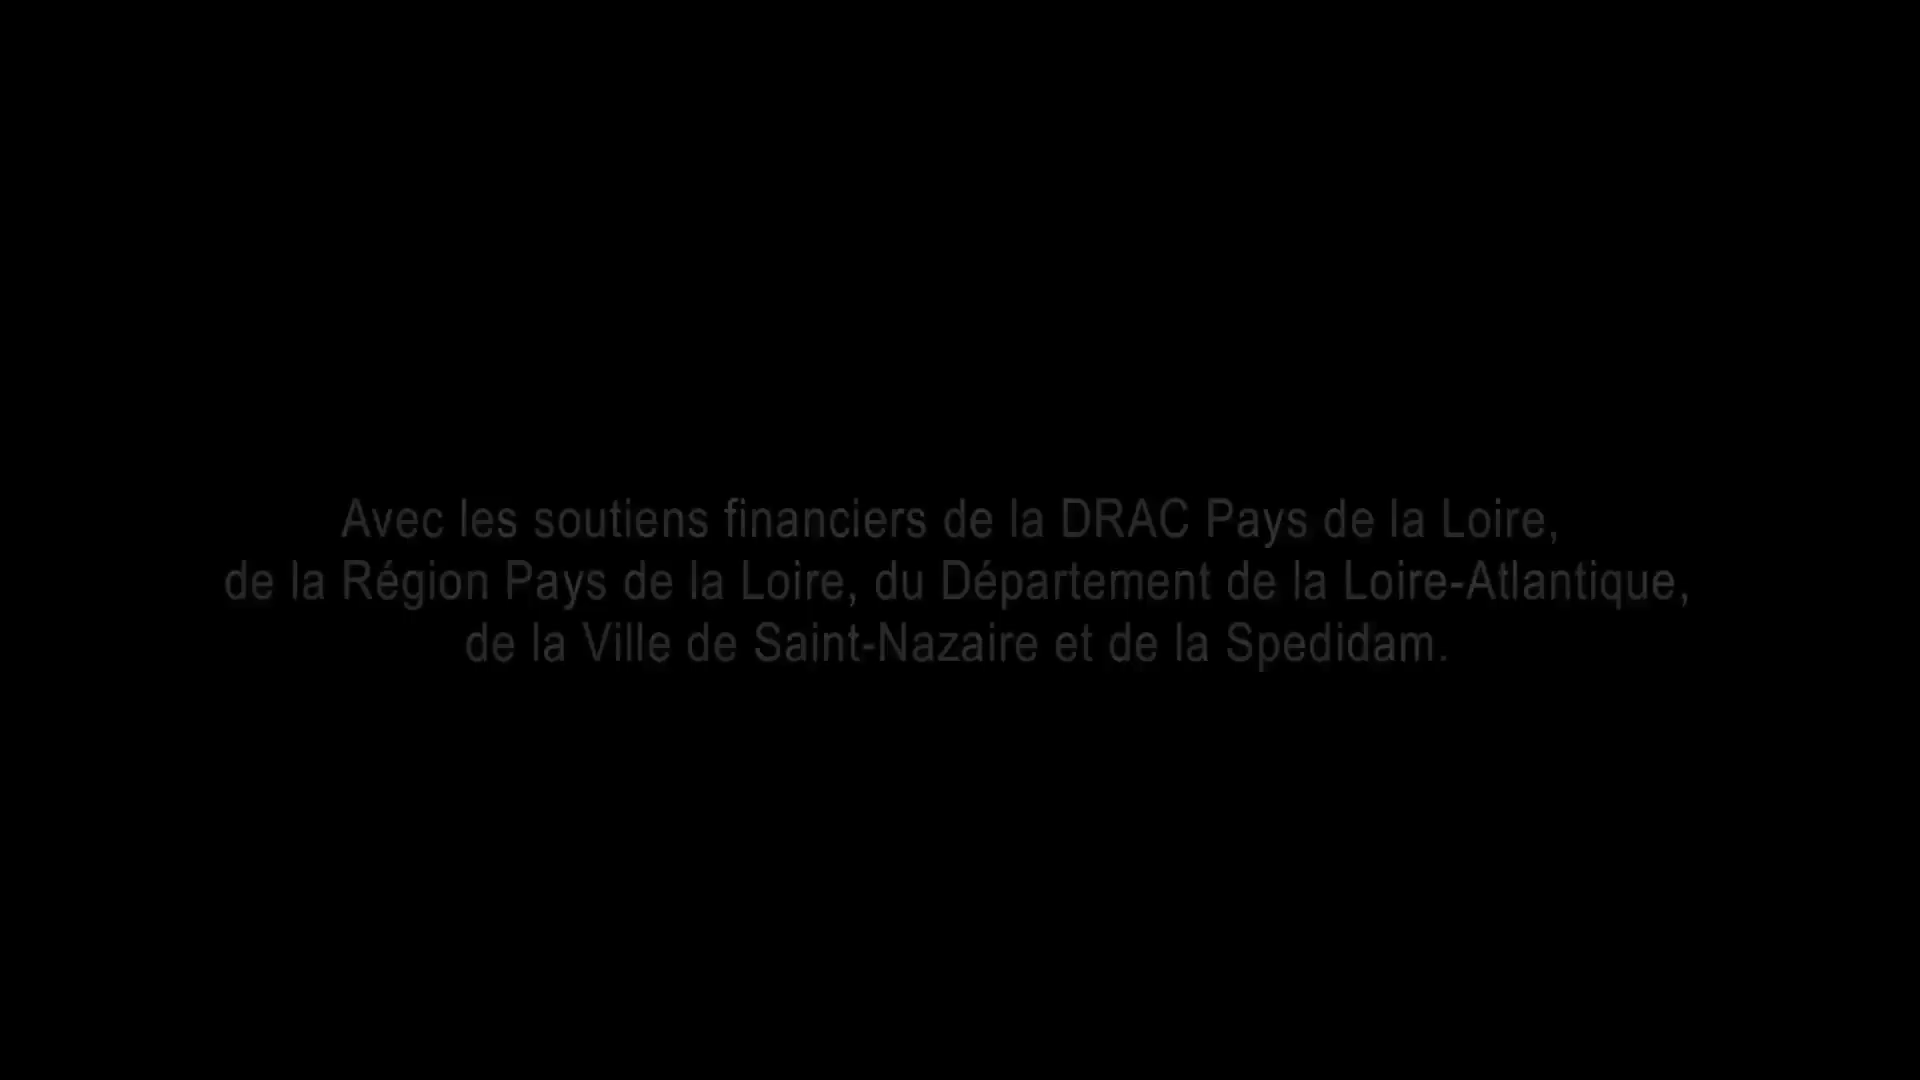 Avec les soutiens financiers de la DRAC Pays de la Loire,
de la Région Pays de la Loire, du Département de la Loire-Atlantique,
de la Ville de Saint-Nazaire et de la Spedidam.